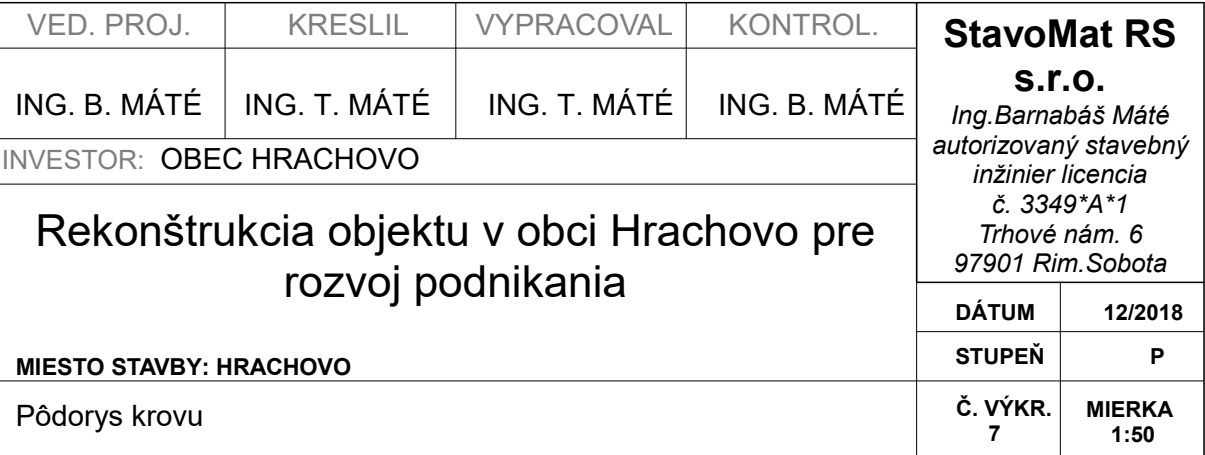 VED. PROJ. KRESLIL VYPRACOVAL KONTROL.
ING. B. MÁTÉ ING. T. MÁTÉ ING. T. MÁTÉ ING. B. MÁTÉ
INVESTOR: OBEC HRACHOVO
Rekonštrukcia objektu v obci Hrachovo pre
rozvoj podnikania
MIESTO STAVBY: HRACHOVO
Pôdorys krovu
StavoMat RS
s.r.o.
Ing.Barnabáš Máté
autorizovaný stavebný
inžinier licencia
č. 3349*A*1
Trhové nám. 6
97901 Rim.Sobota
DÁTUM 12/2018
STUPEŇ P
Č. VÝKR. MIERKA
7 1:50